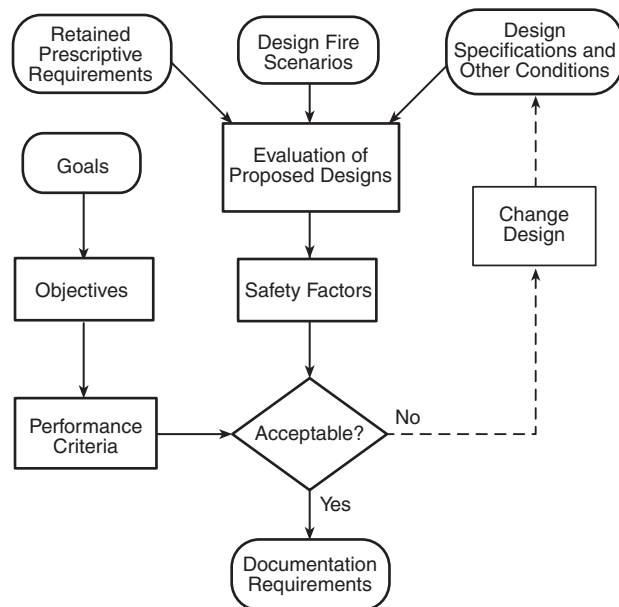 Retained
Prescriptive
Requirements
Design Fire
Scenarios
Design
Specifications and
Other Conditions
Goals
Evaluation of
Proposed Designs
Change
Design
Objectives
Safety Factors
Performance
Criteria
Acceptable?
No
Yes
Documentation
Requirements